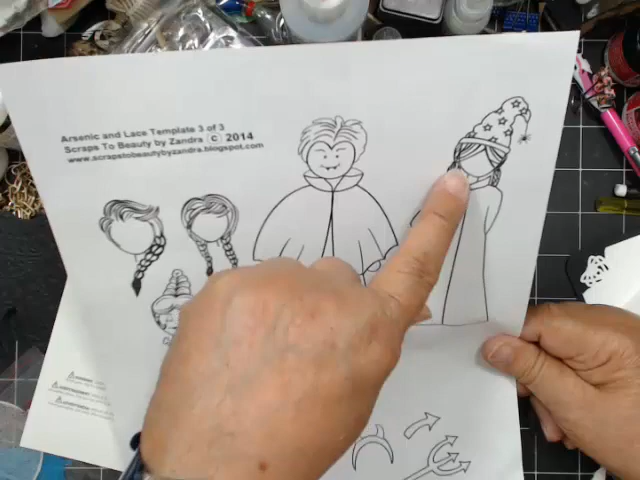 Arsenic and Lace Template 3 of 3
Scraps To Beauty by Zandra © 2014
www.scrapstobeautybyzandra.blogspot.com